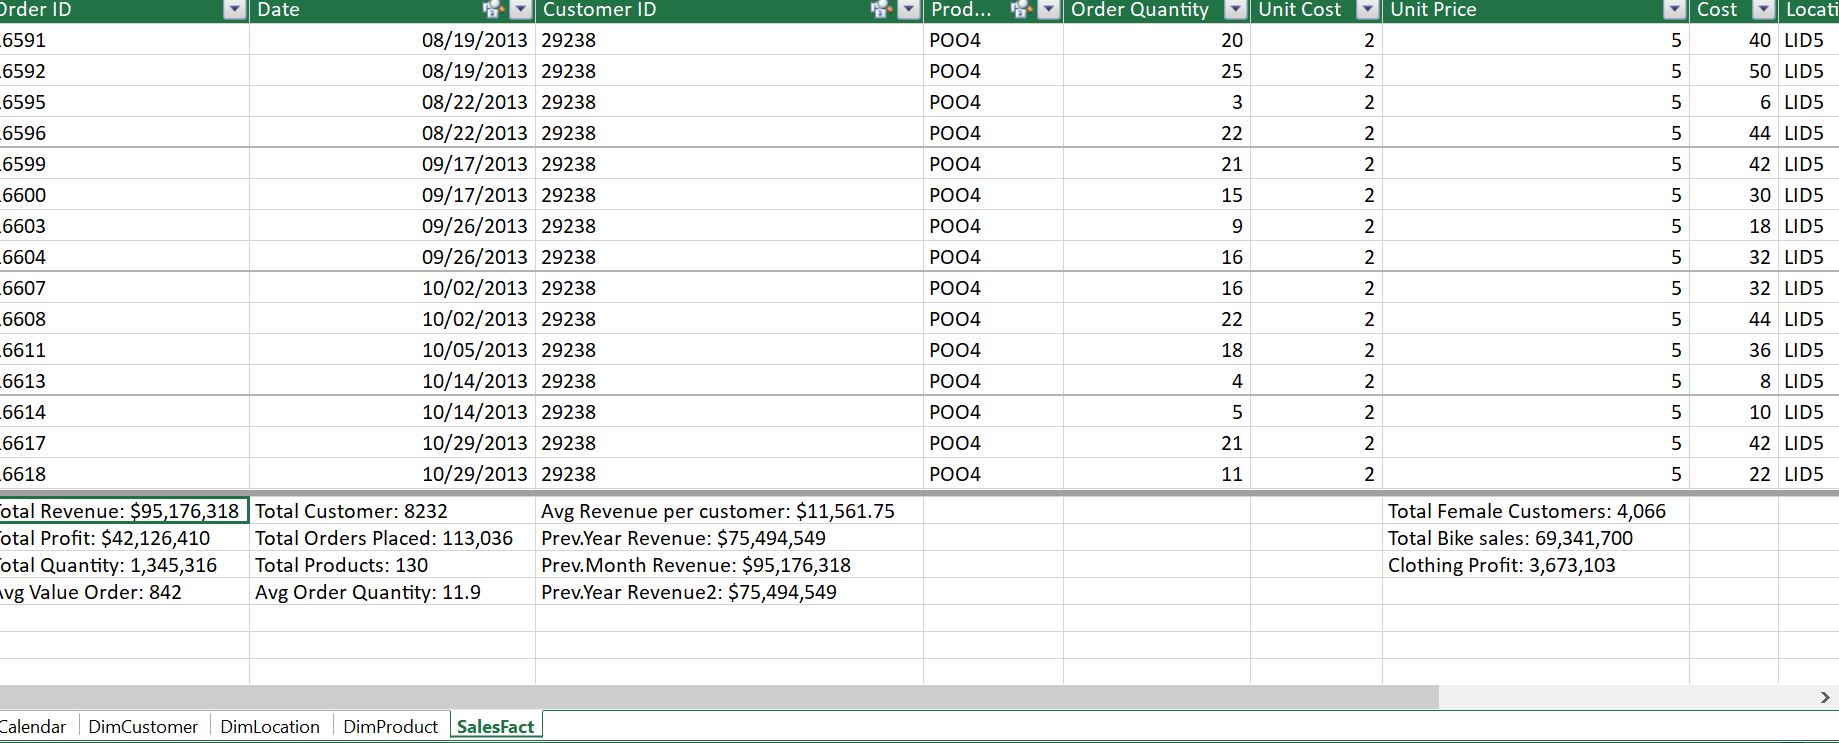 Order ID Date Customer ID Prod... Order Quantity Unit Cost Unit Price Cost Locati
6591 08/19/2013 29238 POO4 20 2 5 40 LID5
6592 08/19/2013 29238 POO4 25 2 5 50 LID5
6595 08/22/2013 29238 POO4 3 2 5 6 LID5
6596 08/22/2013 29238 POO4 22 2 5 44 LID5
6599 09/17/2013 29238 POO4 21 2 5 42 LID5
6600 09/17/2013 29238 POO4 15 2 5 30 LID5
6603 09/26/2013 29238 POO4 9 2 5 18 LID5
6604 09/26/2013 29238 POO4 16 2 5 32 LID5
6607 10/02/2013 29238 POO4 16 2 5 32 LID5
6608 10/02/2013 29238 POO4 22 2 5 44 LID5
6611 10/05/2013 29238 POO4 18 2 5 36 LID5
6613 10/14/2013 29238 POO4 4 2 5 8 LID5
6614 10/14/2013 29238 POO4 5 2 5 10 LID5
6617 10/29/2013 29238 POO4 21 2 5 42 LID5
6618 10/29/2013 29238 POO4 11 2 5 22 LID5
Total Revenue: $95,176,318 Total Customer: 8232 Avg Revenue per customer: $11,561.75 Total Female Customers: 4,066
Total Profit: $42,126,410 Total Orders Placed: 113,036 Prev.Year Revenue: $75,494,549 Total Bike sales: 69,341,700
Total Quantity: 1,345,316 Total Products: 130 Prev.Month Revenue: $95,176,318 Clothing Profit: 3,673,103
Avg Value Order: 842 Avg Order Quantity: 11.9 Prev.Year Revenue2: $75,494,549
Calendar DimCustomer DimLocation DimProduct SalesFact